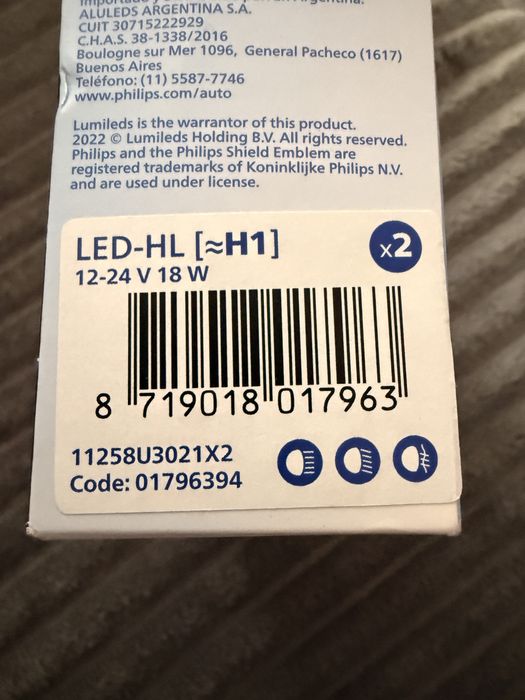 ALULEDS ARGENTINA S.A.
CUIT 30715222929
C.H.A.S. 38-1338/2016
Boulogne sur Mer 1096, General Pacheco (1617)
Buenos Aires
Teléfono: (11) 5587-7746
www.philips.com/auto
Lumileds is the warrantor of this product.
2022 © Lumileds Holding B.V. All rights reserved.
Philips and the Philips Shield Emblem are
registered trademarks of Koninklijke Philips N.V.
and are used under license.
LED-HL [≈H1]
x2
12-24 V 18 W
8 719018 017963
11258U3021X2
Code: 01796394